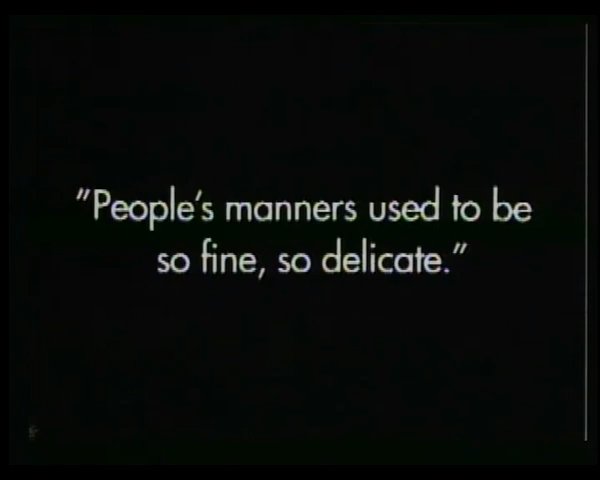 "People's manners used to be
so fine, so delicate."